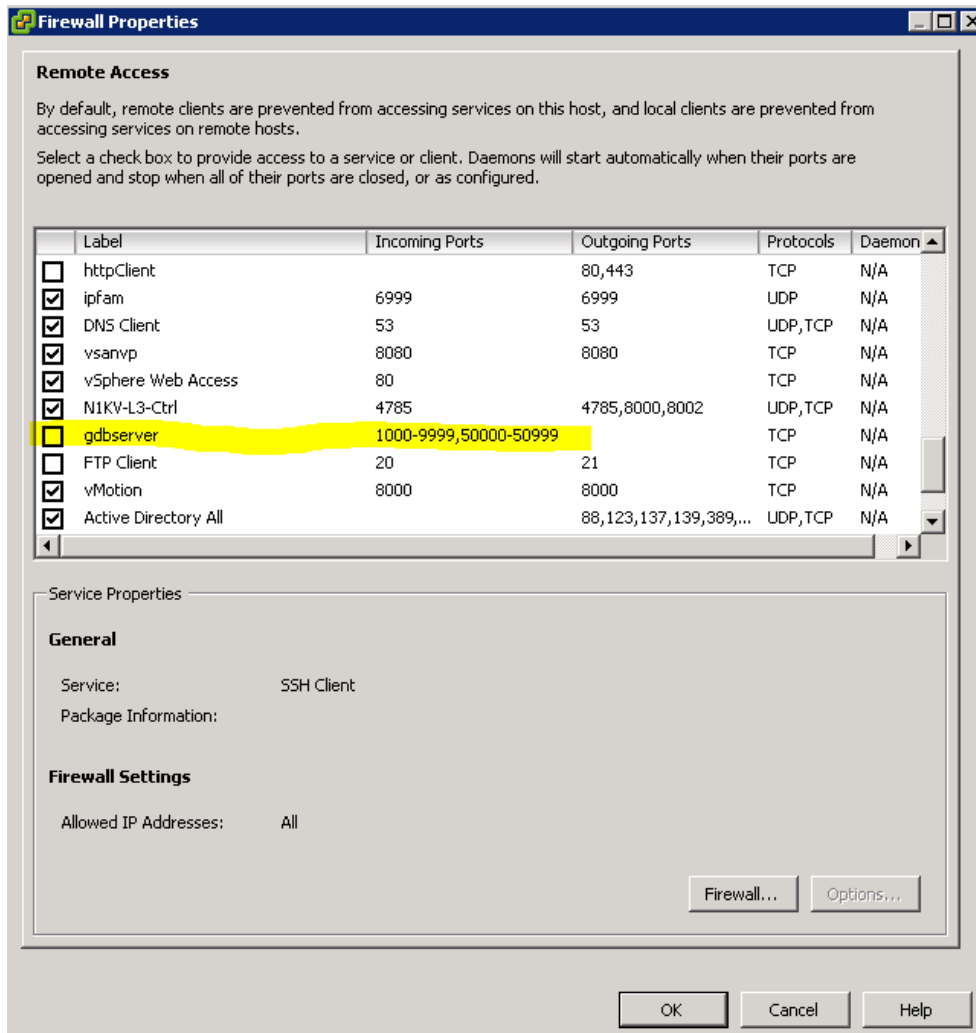 Firewall Properties
Remote Access
By default, remote clients are prevented from accessing services on this host, and local clients are prevented from
accessing services on remote hosts.
Select a check box to provide access to a service or client. Daemons will start automatically when their ports are
opened and stop when all of their ports are closed, or as configured.
Label Incoming Ports Outgoing Ports Protocols Daemon
httpClient 80,443 TCP N/A
ipfam 6999 6999 UDP N/A
DNS Client 53 53 UDP,TCP N/A
vsanvp 8080 8080 TCP N/A
vSphere Web Access 80 TCP N/A
N1KV-L3-Ctrl 4785 4785,8000,8002 UDP,TCP N/A
gdbserver 1000-9999,50000-50999 TCP N/A
FTP Client 20 21 TCP N/A
vMotion 8000 8000 TCP N/A
Active Directory All 88,123,137,139,389,... UDP,TCP N/A
Service Properties
General
Service: SSH Client
Package Information:
Firewall Settings
Allowed IP Addresses: All
Firewall... Options...
OK Cancel Help